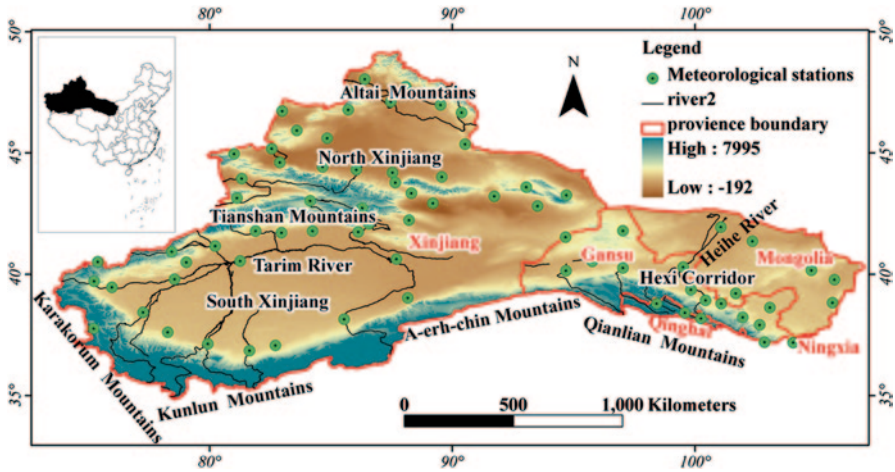 80° 90° 100°
50° 50°
Legend
Meteorological stations
river2
provience boundary
High : 7995
Low : -192
N
Altai Mountains
45° 45°
North Xinjiang
Tianshan Mountains
Xinjiang
Heihe River
Gansu
Mongolia
40° 40°
Tarim River
Hexi Corridor
South Xinjiang
Karakorum Mountains
A-erh-chin Mountains
Qinghai
Qianlian Mountains
Ningxia
Kunlun Mountains
35° 35°
0 500 1,000 Kilometers
80° 90° 100°